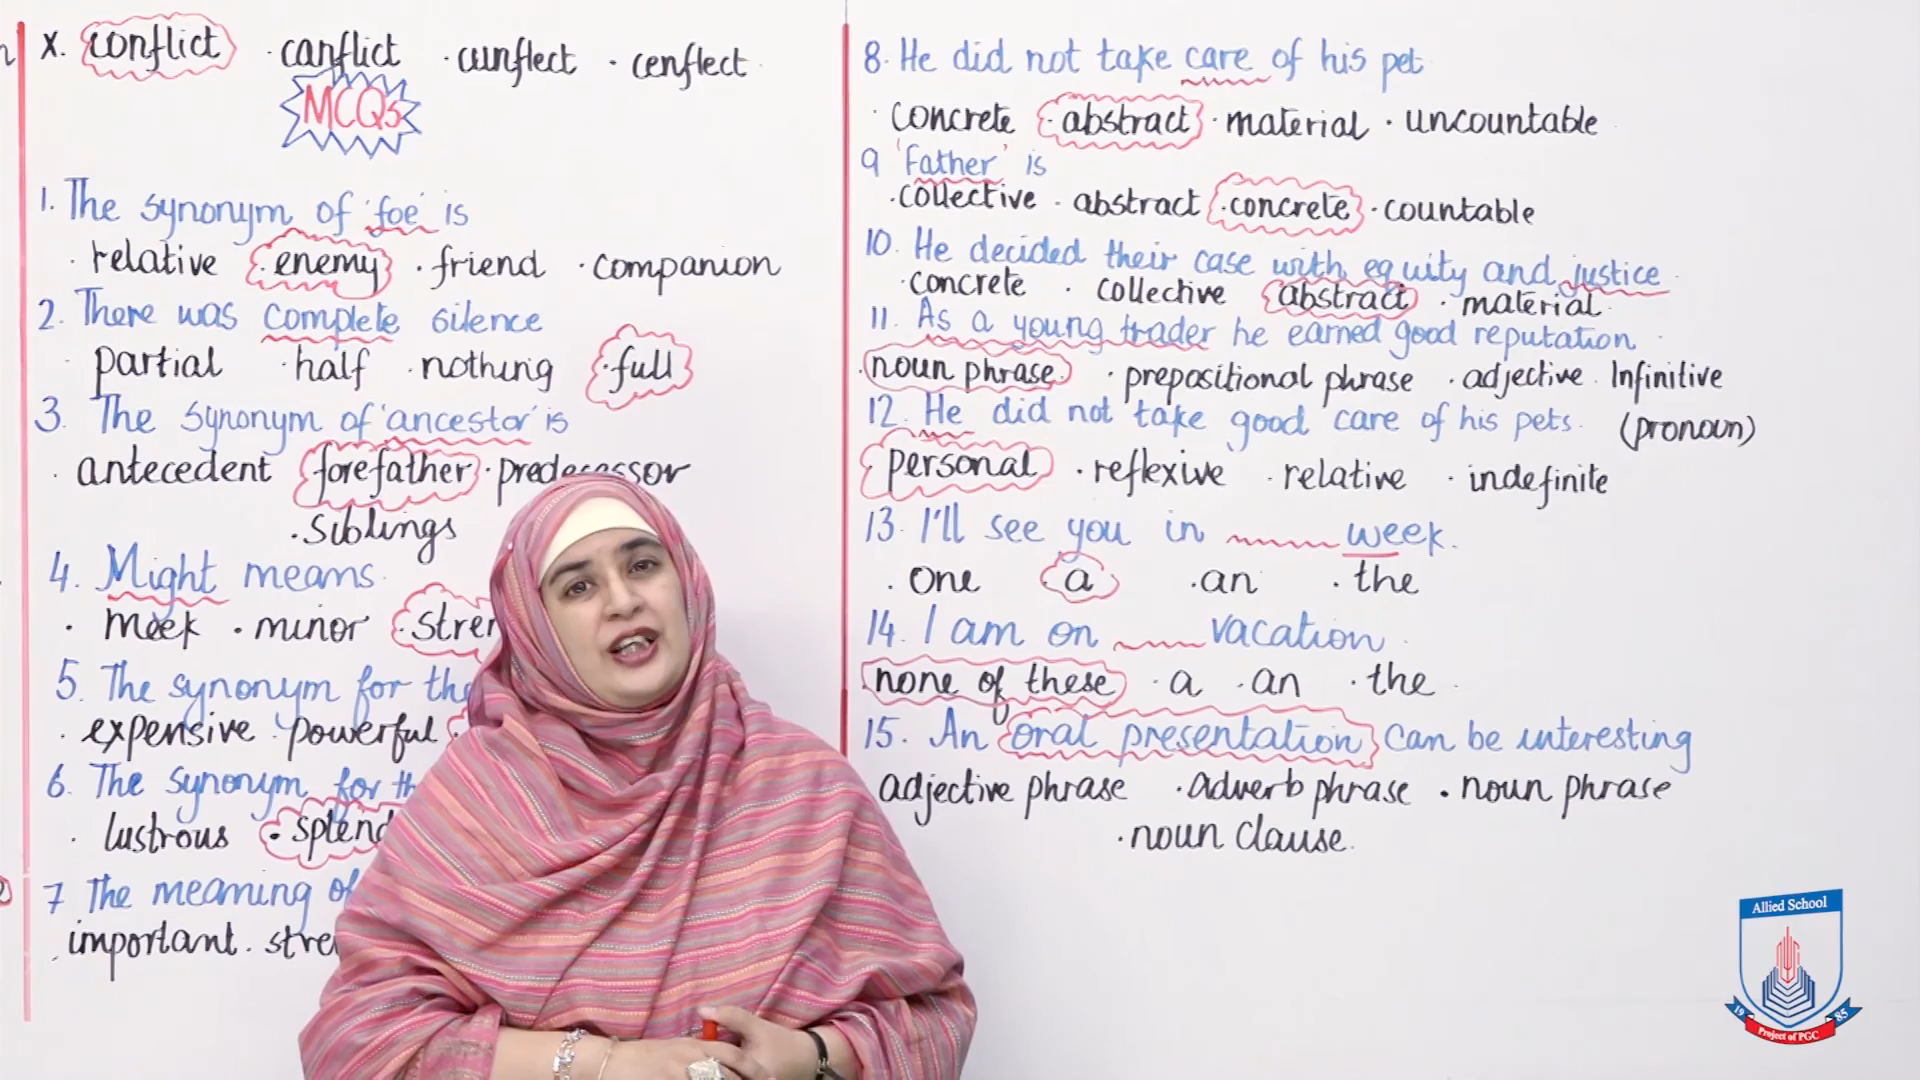 x. conflict · canflict · cunflect · cenflect
MCQs
1. The synonym of 'foe' is
· relative · enemy · friend · companion
2. There was complete silence
partial · half · nothing · full
3. The synonym of 'ancestor' is
· antecedent forefather · predecessor
· siblings
4. Might means
· meek · minor
5. The synonym for the
· expensive · powerful
6. The synonym for
· lustrous
7 The meaning of
important.
8. He did not take care of his pet
· concrete · abstract · material · uncountable
9 'Father' is
· collective · abstract · concrete · countable
10. He decided their case with equity and justice
· concrete · collective abstract · material
11. As a young trader he earned good reputation
noun phrase · prepositional phrase · adjective Infinitive
12. He did not take good care of his pets. (pronoun)
· personal · reflexive · relative · indefinite
13. I'll see you in ____ week.
· one · a · an · the
14. I am on ____ vacation.
none of these · a · an · the
15. An oral presentation can be interesting
adjective phrase · adverb phrase · noun phrase
· noun clause.
Allied School
19 85
Project of PGC